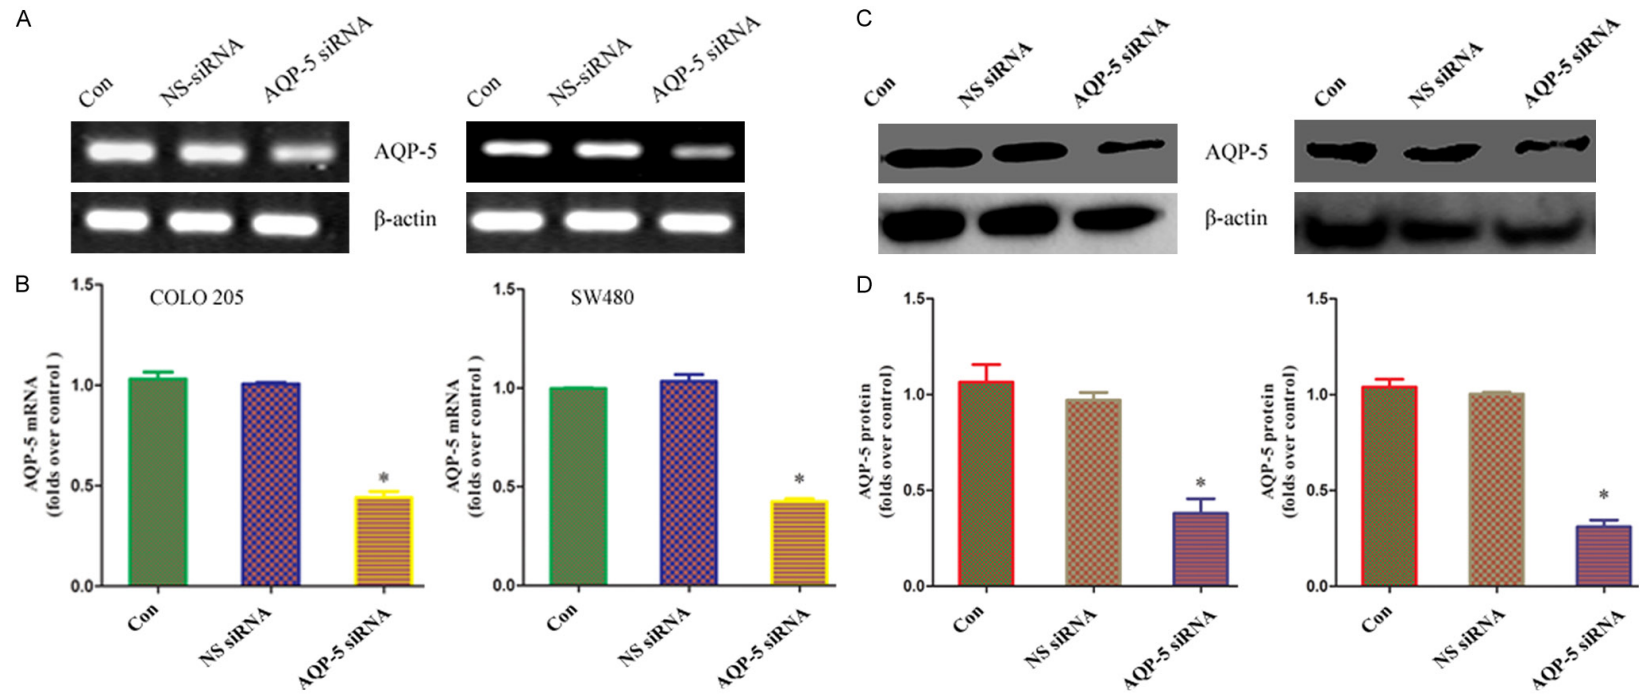 A
Con
NS-siRNA
AQP-5 siRNA
Con
NS-siRNA
AQP-5 siRNA
AQP-5
β-actin
C
Con
NS siRNA
AQP-5 siRNA
Con
NS siRNA
AQP-5 siRNA
AQP-5
β-actin
B
COLO 205
AQP-5 mRNA
(folds over control )
1.5
1.0
0.5
0.0
Con
NS siRNA
AQP-5 siRNA
*
SW480
AQP-5 mRNA
(folds over control )
1.5
1.0
0.5
0.0
Con
NS siRNA
AQP-5 siRNA
*
D
AQP-5 protein
(folds over control)
1.5
1.0
0.5
0.0
Con
NS siRNA
AQP-5 siRNA
*
AQP-5 protein
(folds over control)
1.5
1.0
0.5
0.0
Con
NS siRNA
AQP-5 siRNA
*